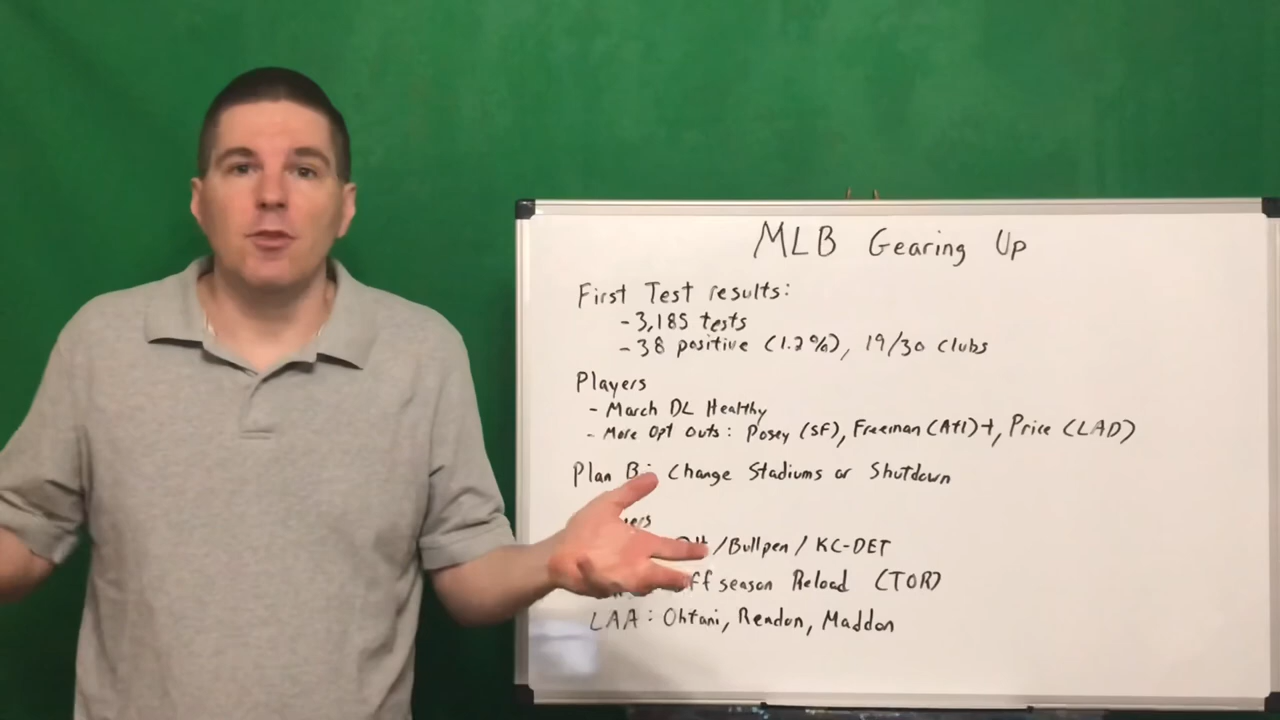 MLB Gearing Up
First Test results:
- 3,185 tests
- 38 positive (1.2%), 19/30 clubs
Players
- March DL Healthy
- More Opt Outs: Posey (SF), Freeman (Atl)+, Price (LAD)
Plan B: Change Stadiums or Shutdown
/Bullpen / KC-DET
season Reload (TOR)
LAA: Ohtani, Rendon, Maddon